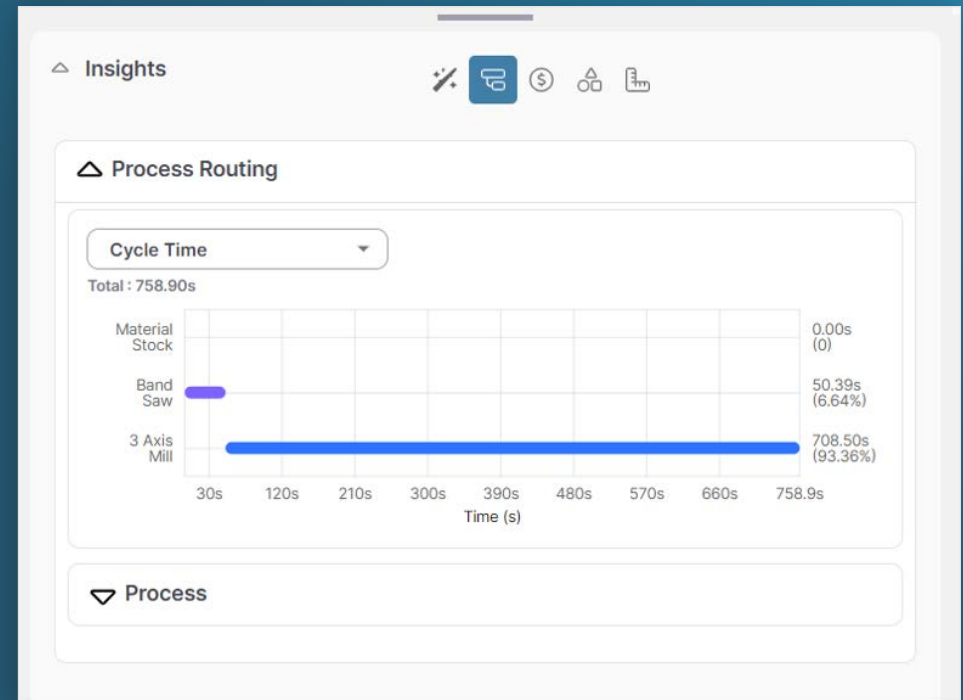 Insights
Process Routing
Cycle Time
Total : 758.90s
Material
Stock
0.00s
(0)
Band
Saw
50.39s
(6.64%)
3 Axis
Mill
708.50s
(93.36%)
30s 120s 210s 300s 390s 480s 570s 660s 758.9s
Time (s)
Process